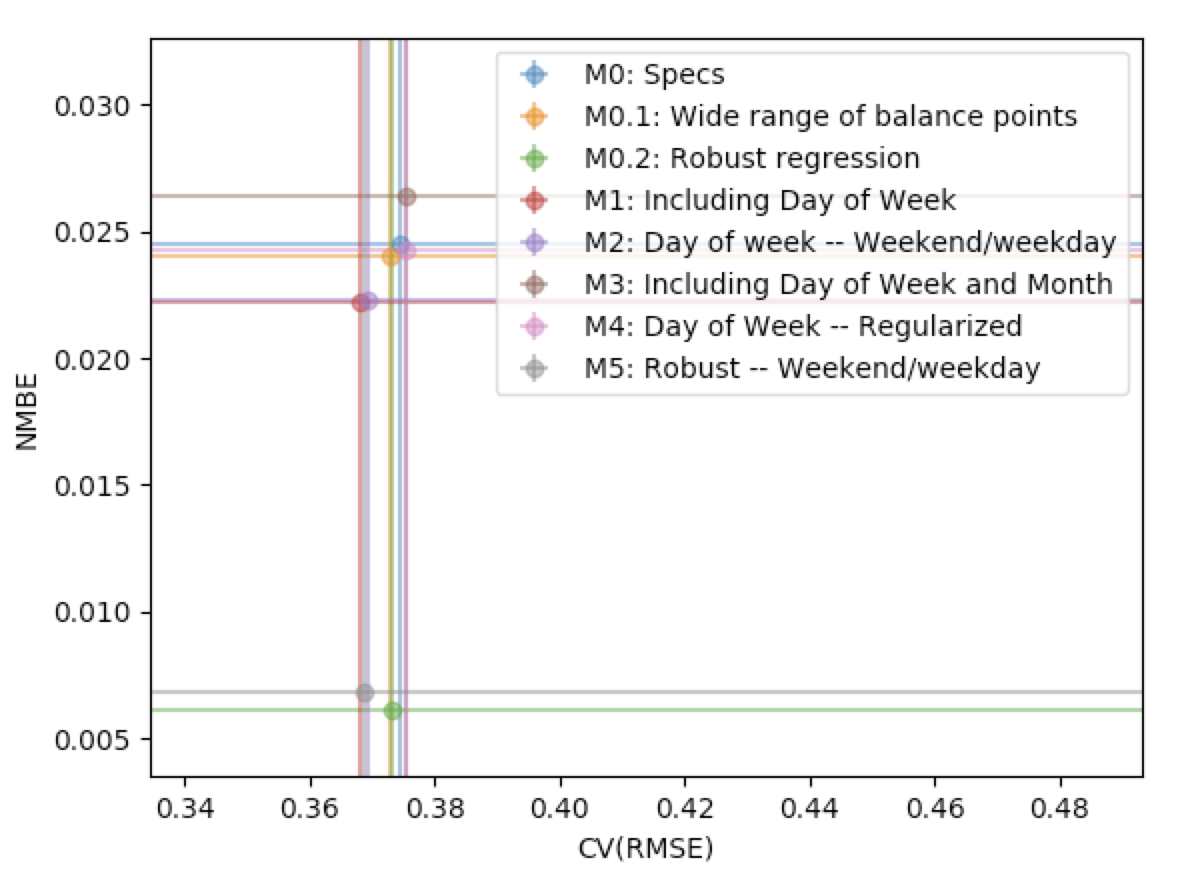 0.030
0.025
0.020
0.015
0.010
0.005
NMBE
M0: Specs
M0.1: Wide range of balance points
M0.2: Robust regression
M1: Including Day of Week
M2: Day of week -- Weekend/weekday
M3: Including Day of Week and Month
M4: Day of Week -- Regularized
M5: Robust -- Weekend/weekday
0.34 0.36 0.38 0.40 0.42 0.44 0.46 0.48
CV(RMSE)